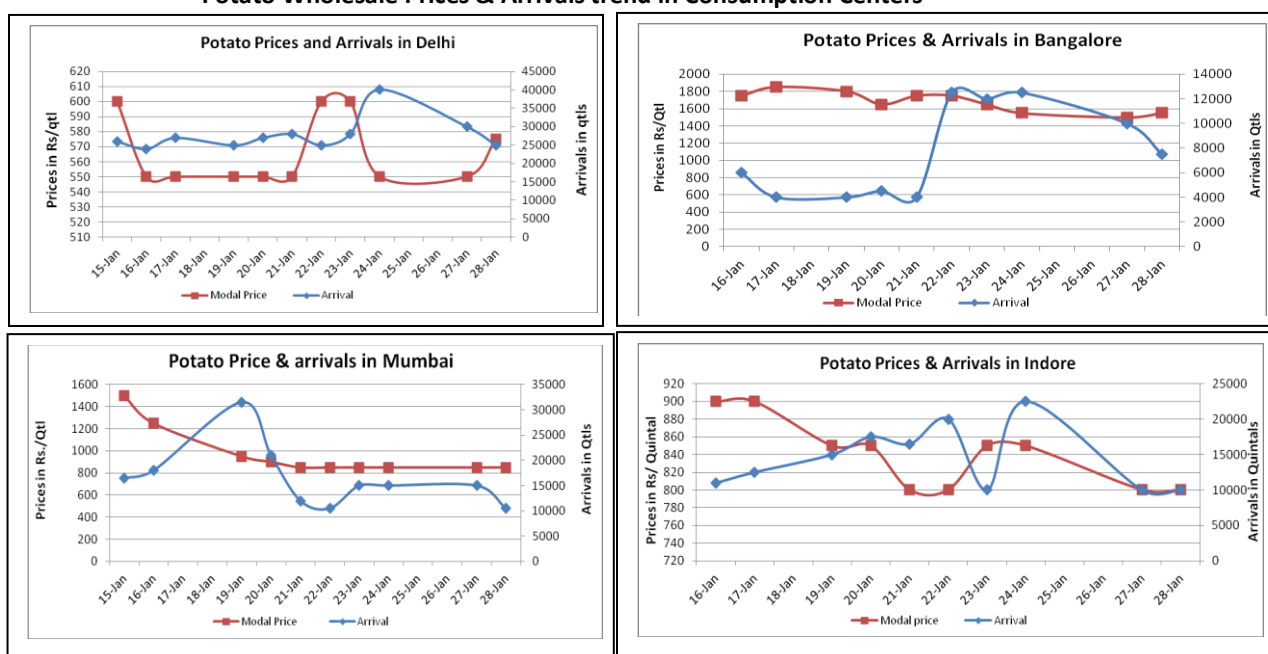 Potato Wholesale Prices & Arrivals trend in Consumption Centers
Potato Prices and Arrivals in Delhi
Prices in Rs/qtl
620
610
600
590
580
570
560
550
540
530
520
510
45000
40000
35000
30000
25000
20000
15000
10000
5000
0
Arrivals in qtls
15-Jan
16-Jan
17-Jan
18-Jan
19-Jan
20-Jan
21-Jan
22-Jan
23-Jan
24-Jan
25-Jan
26-Jan
27-Jan
28-Jan
Modal Price
Arrival
Potato Prices & Arrivals in Bangalore
Prices in Rs/Qtl
2000
1800
1600
1400
1200
1000
800
600
400
200
0
14000
12000
10000
8000
6000
4000
2000
0
Arrivals in Qtls
16-Jan
17-Jan
18-Jan
19-Jan
20-Jan
21-Jan
22-Jan
23-Jan
24-Jan
25-Jan
26-Jan
27-Jan
28-Jan
Modal Price
Arrival
Potato Price & arrivals in Mumbai
Prices in Rs./Qtl
1600
1400
1200
1000
800
600
400
200
0
35000
30000
25000
20000
15000
10000
5000
0
Arrivals in Qtls
15-Jan
16-Jan
17-Jan
18-Jan
19-Jan
20-Jan
21-Jan
22-Jan
23-Jan
24-Jan
25-Jan
26-Jan
27-Jan
28-Jan
Modal Price
Arrival
Potato Prices & Arrivals in Indore
Prices in Rs/ Quintal
920
900
880
860
840
820
800
780
760
740
720
25000
20000
15000
10000
5000
0
Arrivals in Quintals
16-Jan
17-Jan
18-Jan
19-Jan
20-Jan
21-Jan
22-Jan
23-Jan
24-Jan
25-Jan
26-Jan
27-Jan
28-Jan
Modal price
Arrival